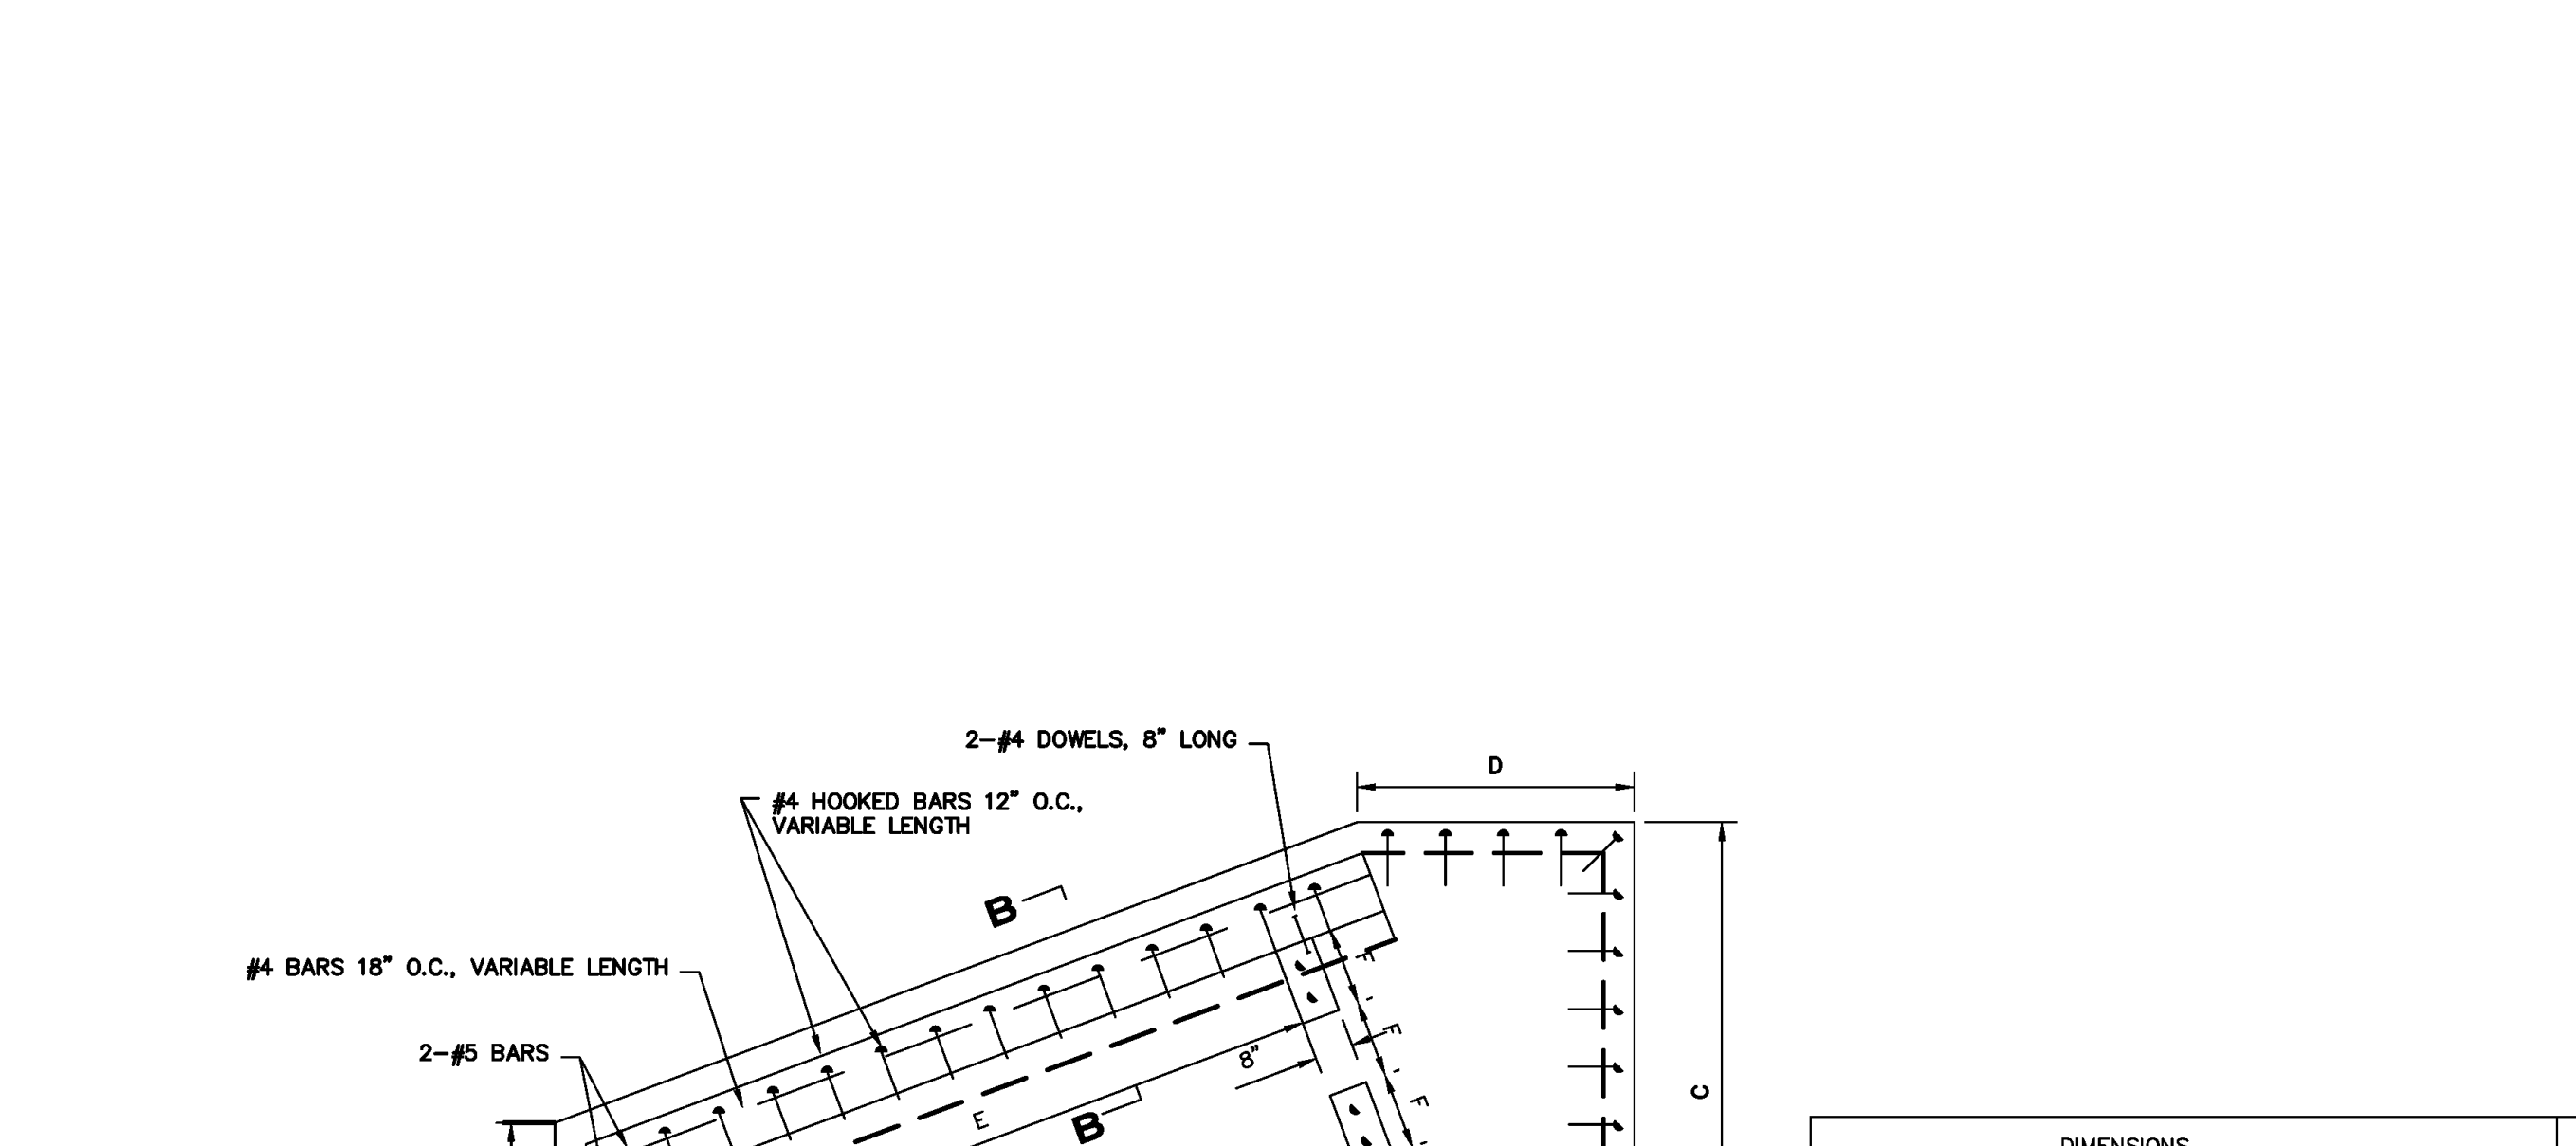 2-#4 DOWELS, 8" LONG
D
#4 HOOKED BARS 12" O.C.,
VARIABLE LENGTH
B
#4 BARS 18" O.C., VARIABLE LENGTH
F
F
2-#5 BARS
8"
C
F
E
B
DIMENSIONS